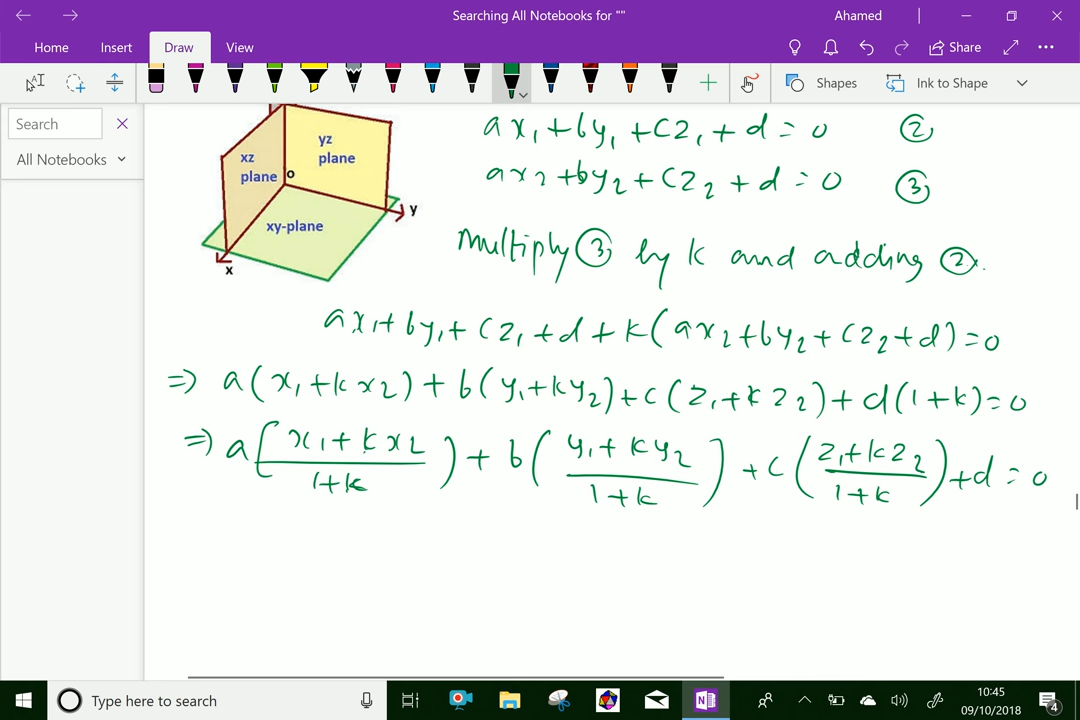 Searching All Notebooks for ""
Ahamed
Home
Insert
Draw
View
Share
Shapes
Ink to Shape
Search
All Notebooks
xz
plane
yz
plane
o
xy-plane
y
x
ax₁+by₁+cz₁+d=0 ②
ax₂+by₂+cz₂+d=0 ③
Multiply ③ by k and adding ②.
ax₁+by₁+cz₁+d+k(ax₂+by₂+cz₂+d)=0
=> a(x₁+kx₂)+b(y₁+ky₂)+c(z₁+kz₂)+d(1+k)=0
=> a[(x₁+kx₂)/(1+k))+b((y₁+ky₂)/(1+k))+c((z₁+kz₂)/(1+k))+d=0
Type here to search
10:45
09/10/2018
4